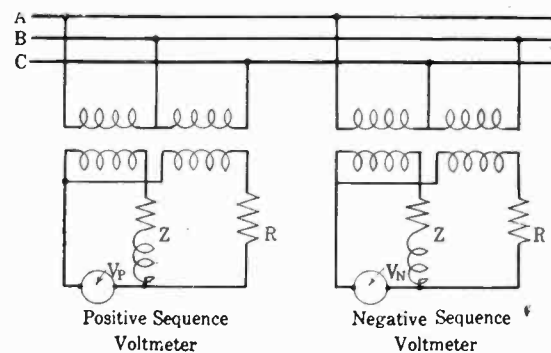 A
B
C
Z
R
Z
R
V_P
V_N
Positive Sequence
Voltmeter
Negative Sequence
Voltmeter